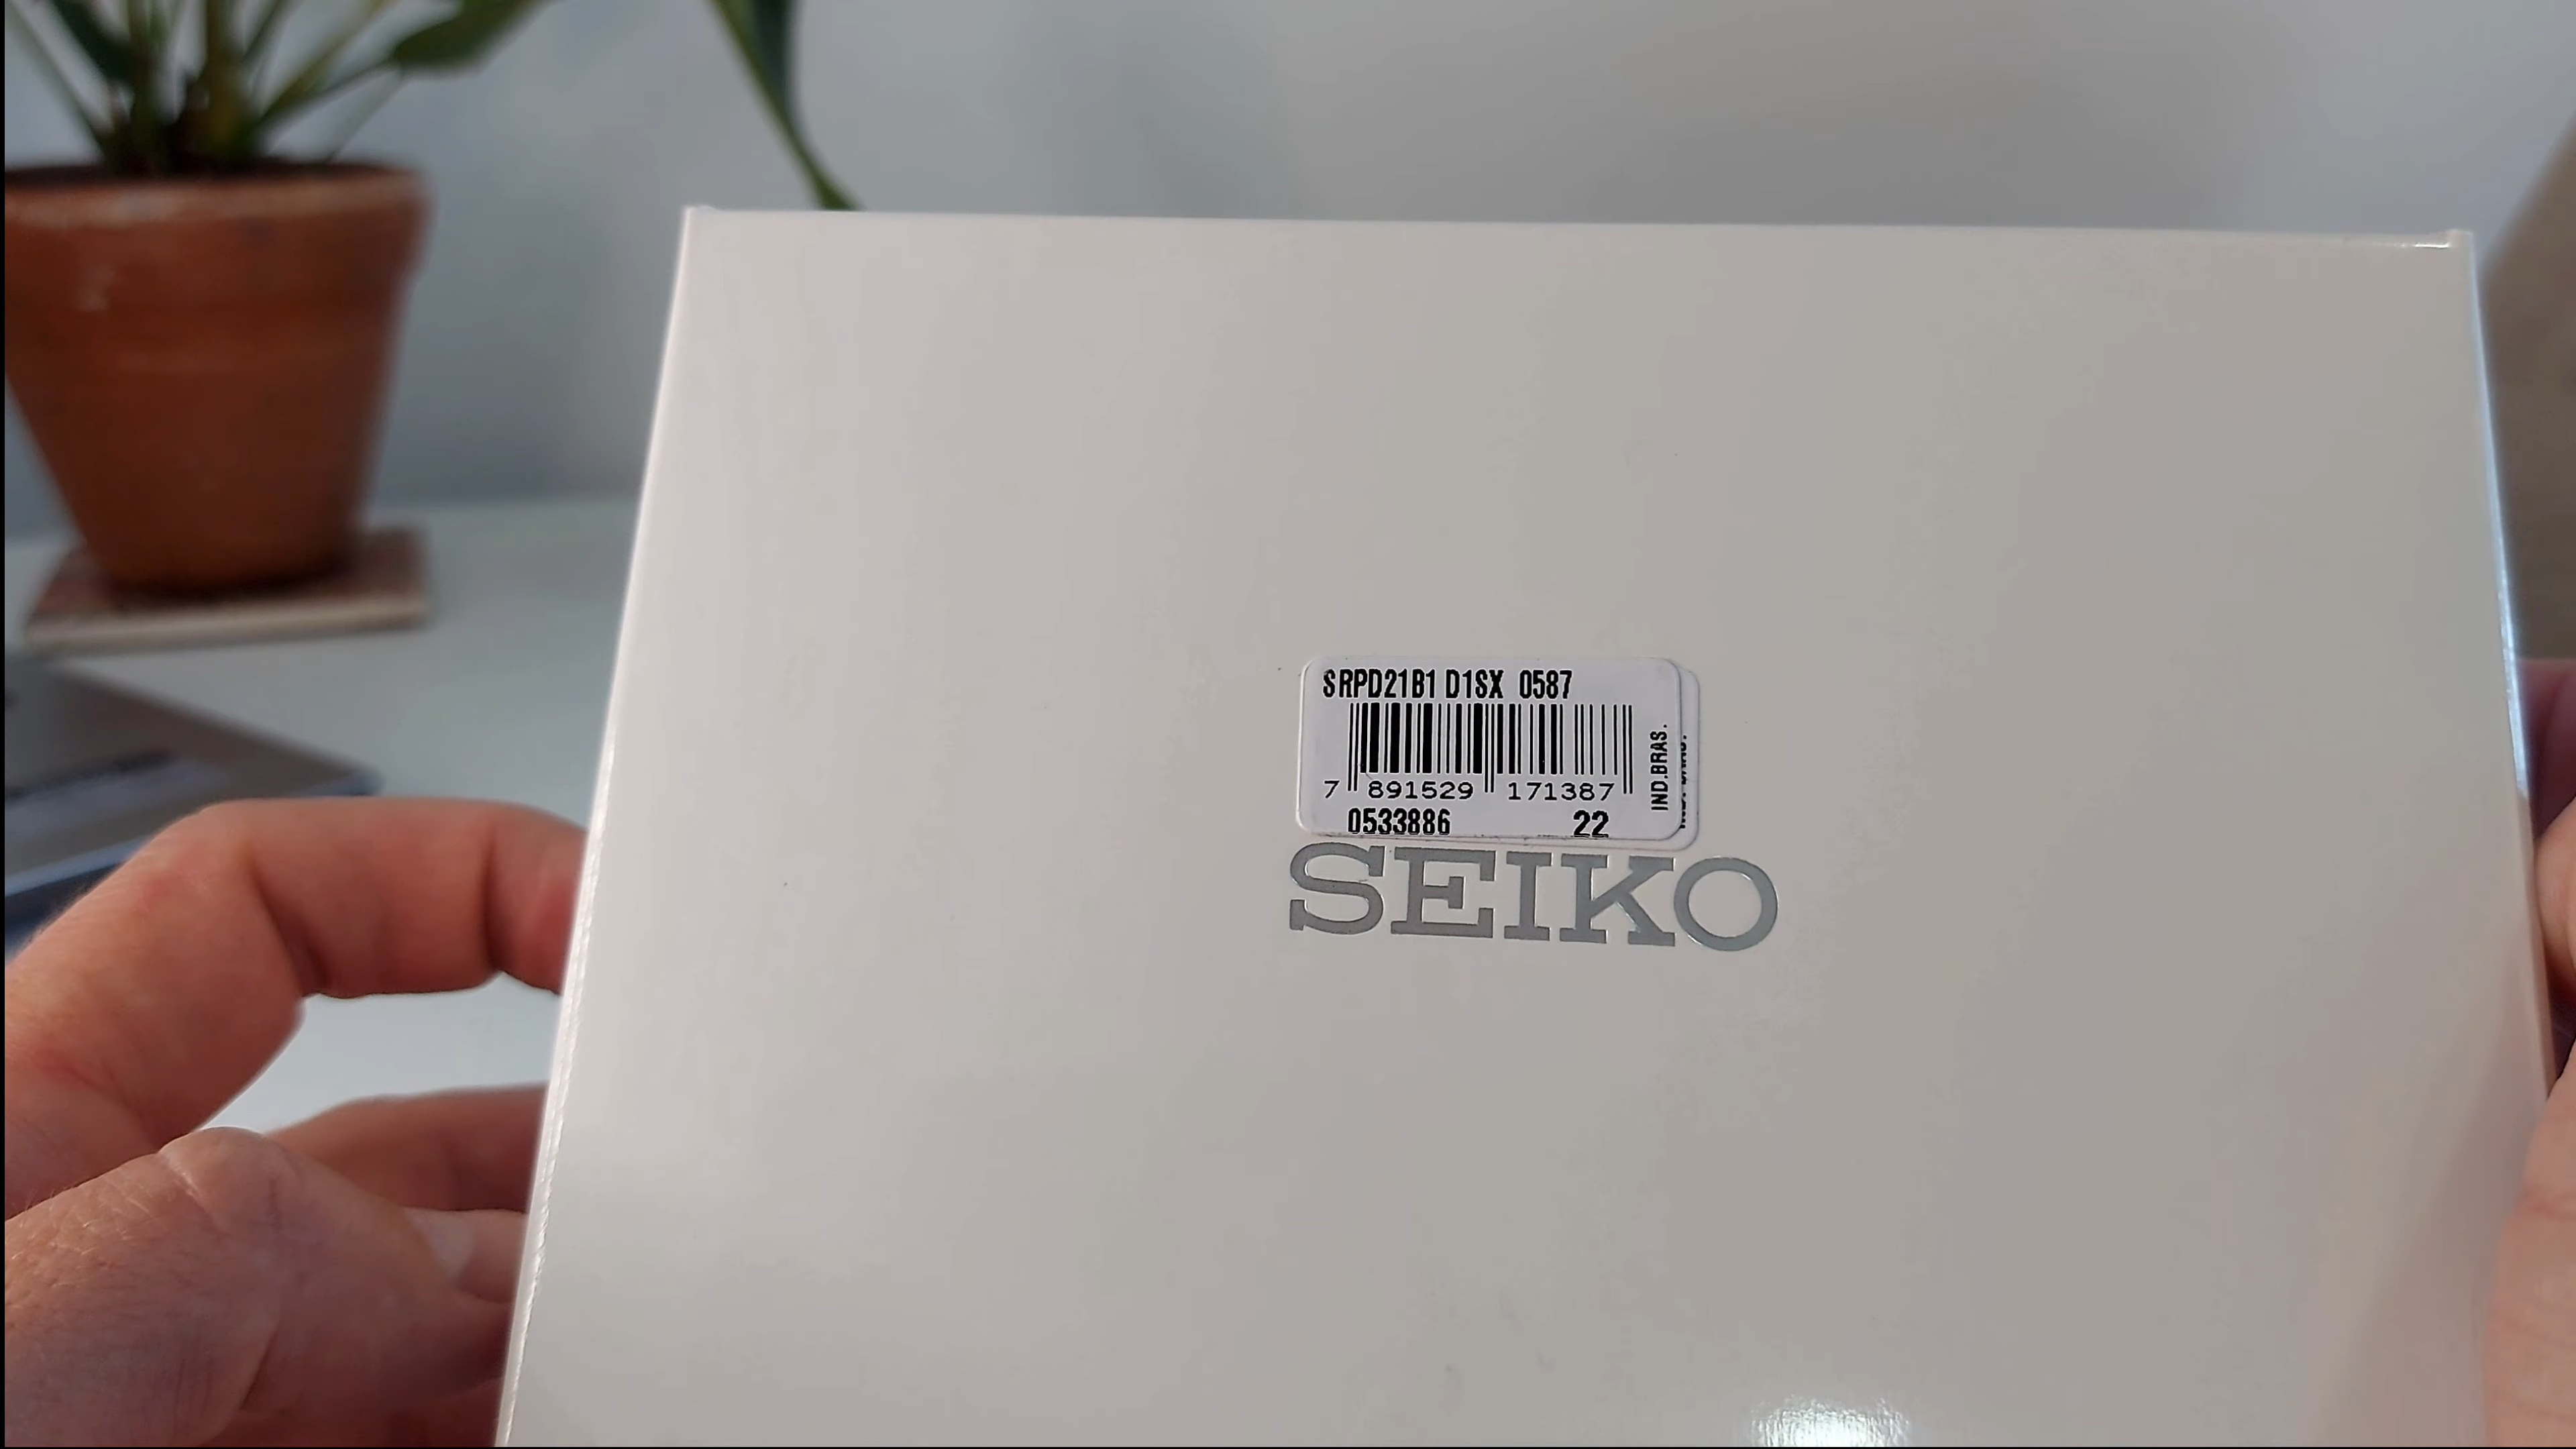 SRPD21B1 D1SX 0587
7 891529 171387
IND.BRAS.
0533886 22
SEIKO